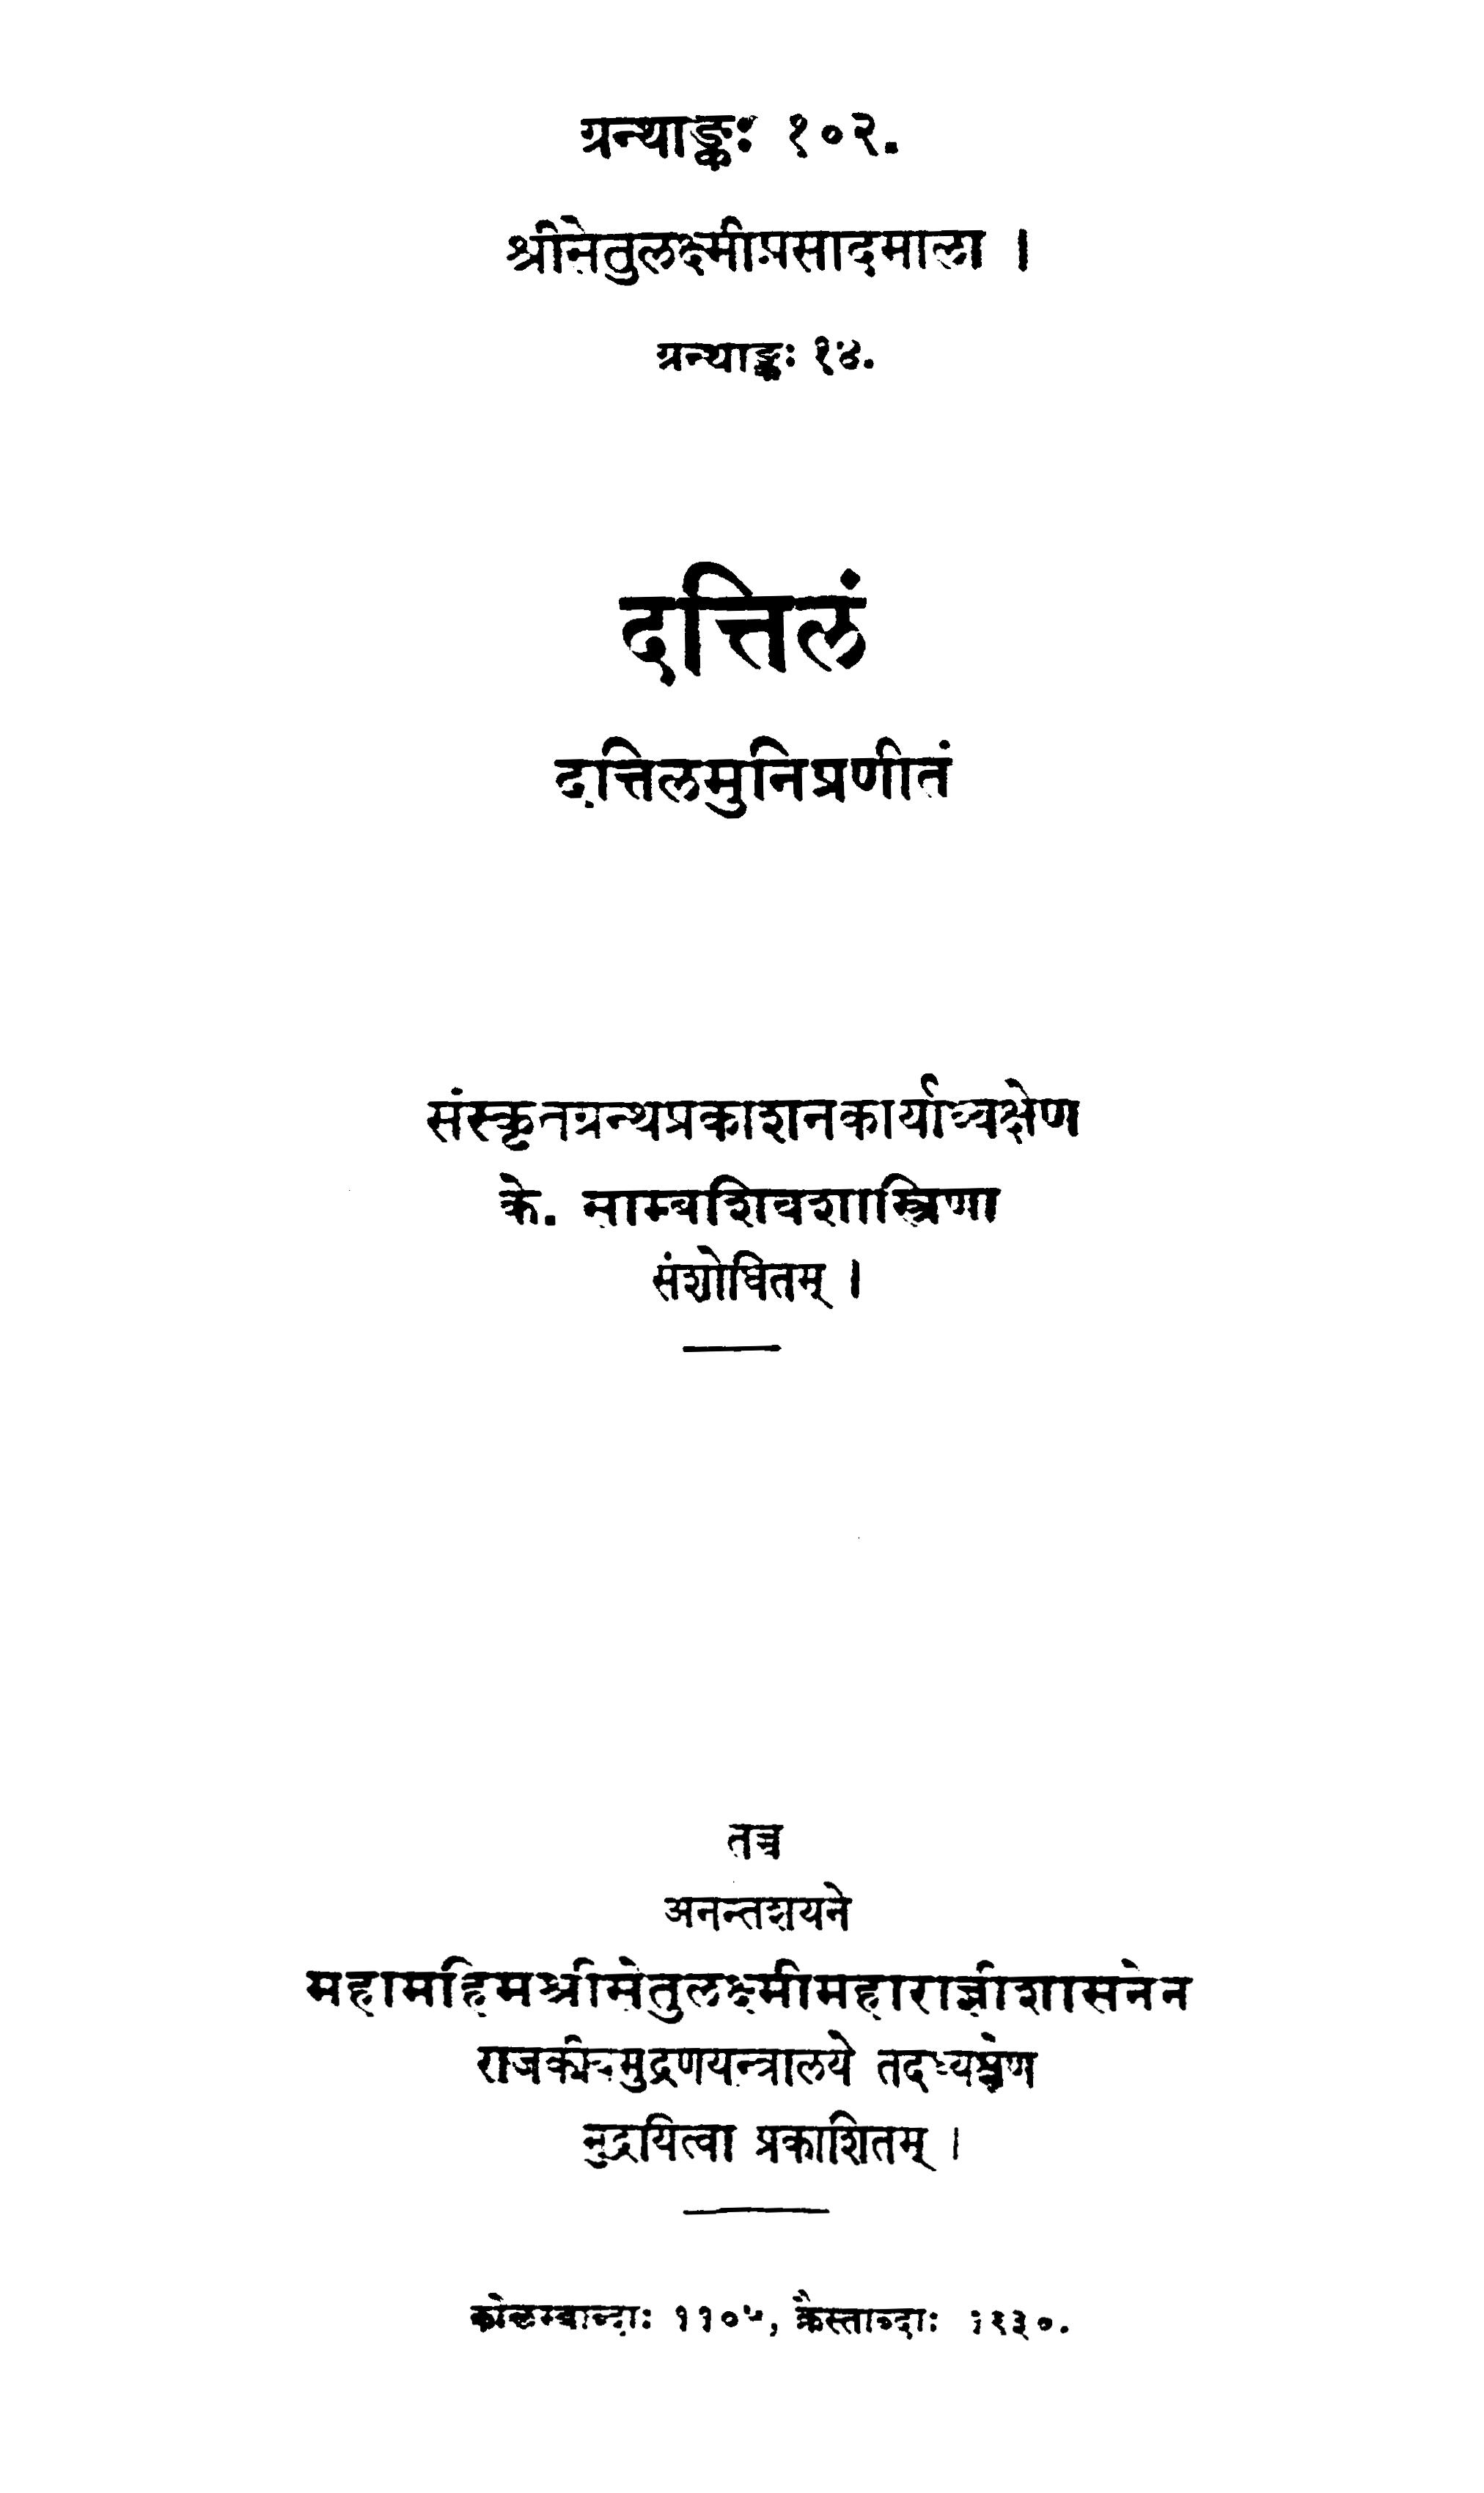 ग्रन्थाङ्कः १०२.
श्रीसेतुलक्ष्मीप्रसादमाला ।
ग्रन्थाङ्कः
दत्तिलं
दत्तिलमुनिप्रणीतं
संस्कृतग्रन्थप्रकाशनकार्याध्यक्षेण
के. साम्बशिवशास्त्रिणा
संशोधितम् ।
तच्च
अनन्तशयने
महामहिमश्रीसेतुलक्ष्मीमहाराज्ञीशासनेन
राजकीयमुद्रणयन्त्रालये तदध्यक्षेण
मुद्रयित्वा प्रकाशितम् ।
कोलम्बाब्दाः ११०५, कैस्ताब्दाः १९३०.